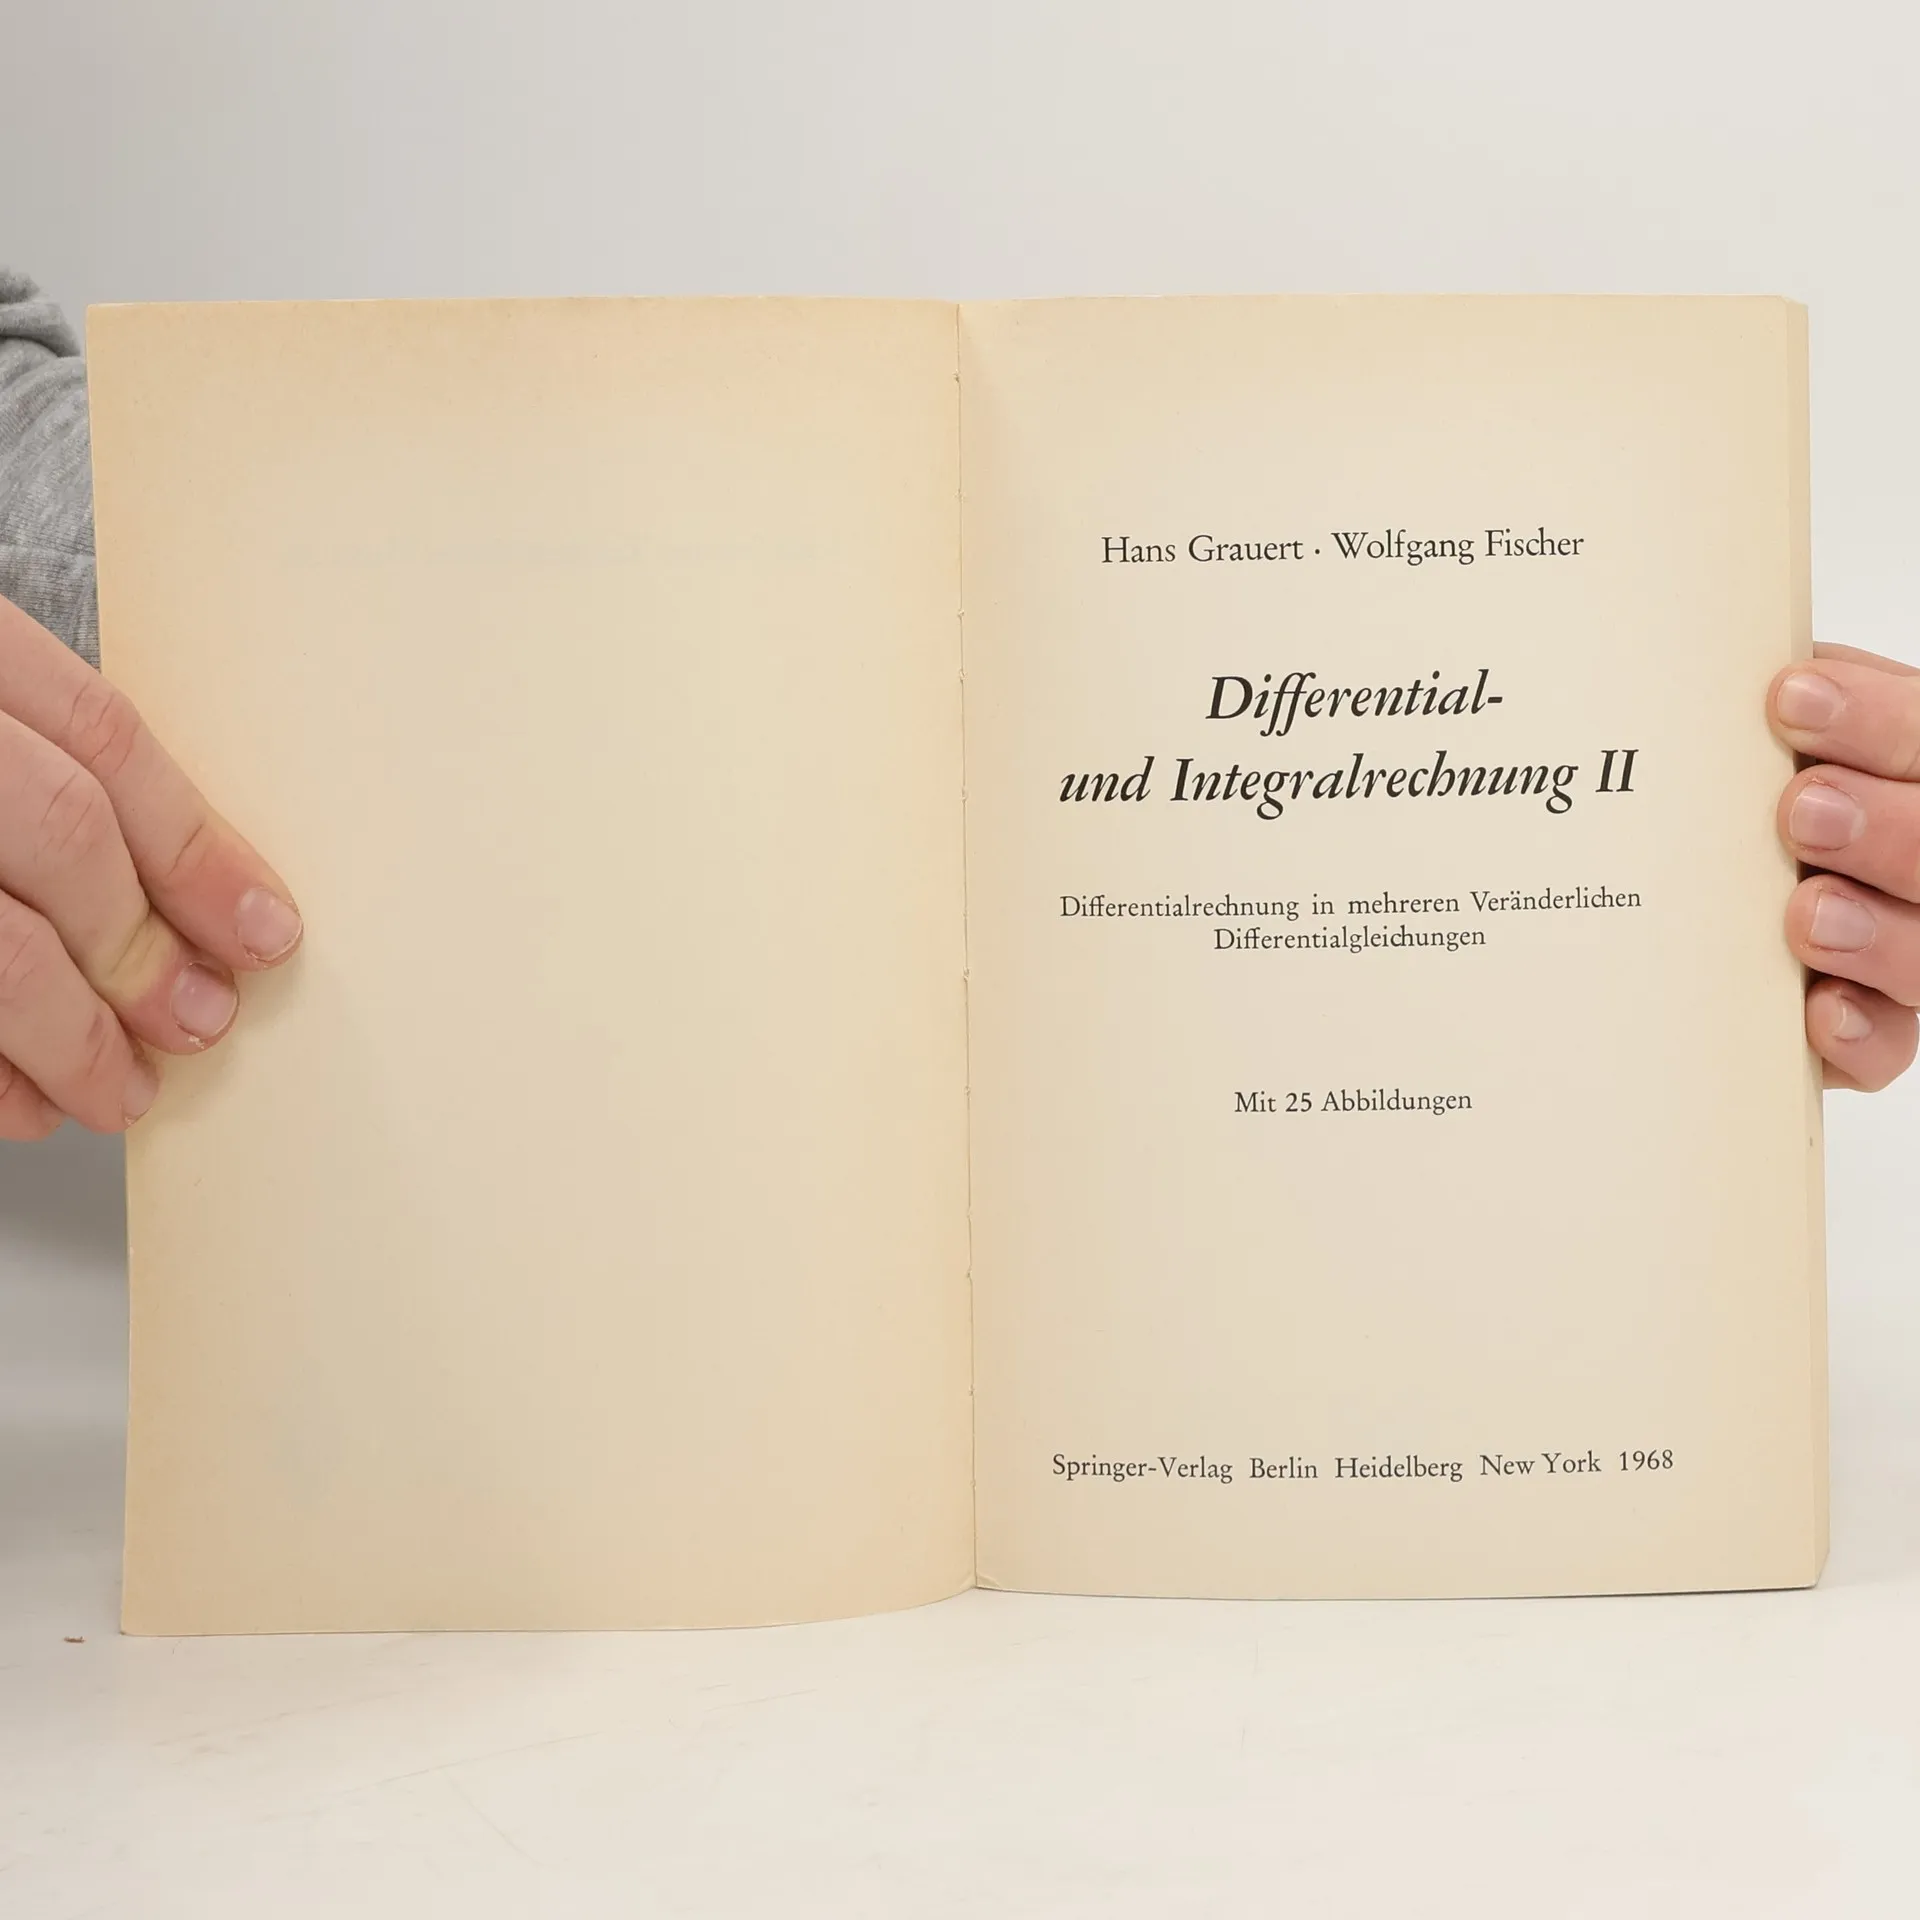 Hans Grauert · Wolfgang Fischer
Differential-
und Integralrechnung II
Differentialrechnung in mehreren Veränderlichen
Differentialgleichungen
Mit 25 Abbildungen
Springer-Verlag Berlin Heidelberg New York 1968